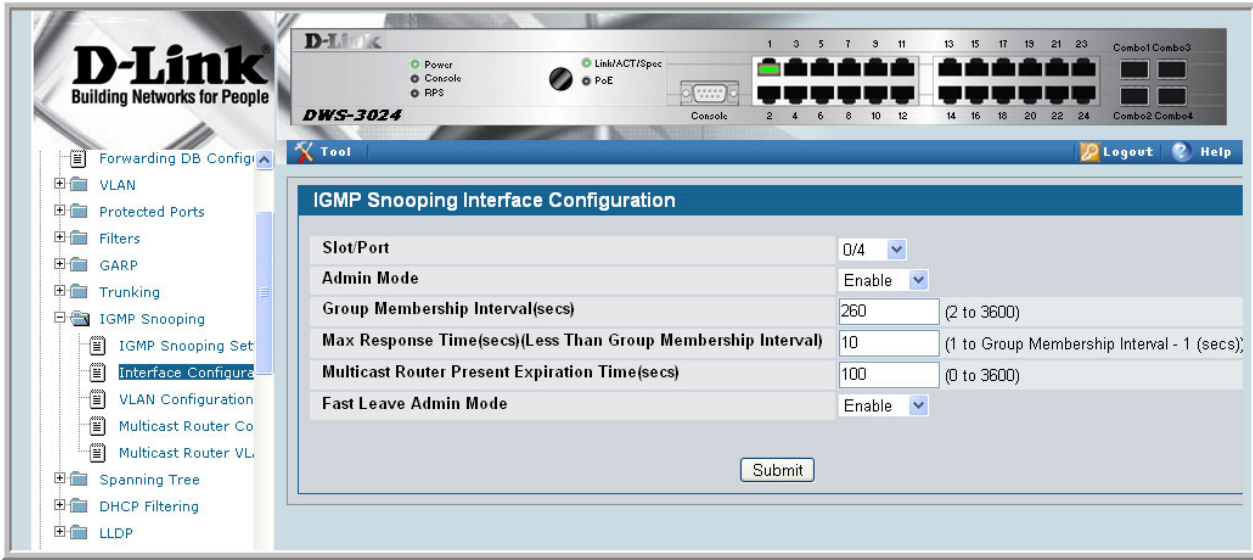 D-Link
Building Networks for People
D-Link
Power
Console
RPS
Link/ACT/Spec
PoE
DWS-3024
Console
1 3 5 7 9 11 13 15 17 19 21 23
2 4 6 8 10 12 14 16 18 20 22 24
Combo1 Combo3
Combo2 Combo4
Tool
Logout
Help
Forwarding DB Config
VLAN
Protected Ports
Filters
GARP
Trunking
IGMP Snooping
IGMP Snooping Set
Interface Configura
VLAN Configuration
Multicast Router Co
Multicast Router VL
Spanning Tree
DHCP Filtering
LLDP
IGMP Snooping Interface Configuration
Slot/Port 0/4
Admin Mode Enable
Group Membership Interval(secs) 260 (2 to 3600)
Max Response Time(secs)(Less Than Group Membership Interval) 10 (1 to Group Membership Interval - 1 (secs))
Multicast Router Present Expiration Time(secs) 100 (0 to 3600)
Fast Leave Admin Mode Enable
Submit